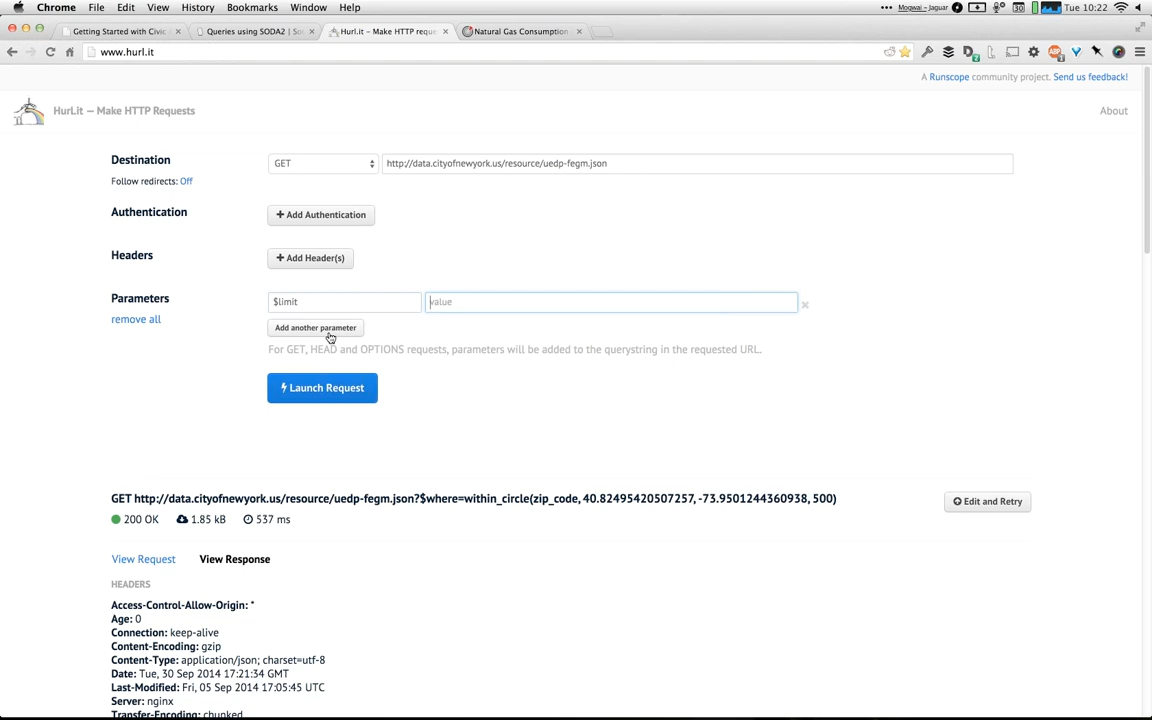 Chrome File Edit View History Bookmarks Window Help ••• Mogwai – Jaguar 30 Tue 10:22
Getting Started with Civic × Queries using SODA2 | So × Hurl.it – Make HTTP reque × Natural Gas Consumption ×
www.hurl.it
A Runscope community project. Send us feedback!
HurL.it — Make HTTP Requests About
Destination GET http://data.cityofnewyork.us/resource/uedp-fegm.json
Follow redirects: Off
Authentication + Add Authentication
Headers + Add Header(s)
Parameters $limit value ×
remove all Add another parameter
For GET, HEAD and OPTIONS requests, parameters will be added to the querystring in the requested URL.
Launch Request
GET http://data.cityofnewyork.us/resource/uedp-fegm.json?$where=within_circle(zip_code, 40.82495420507257, -73.9501244360938, 500) Edit and Retry
200 OK 1.85 kB 537 ms
View Request View Response
HEADERS
Access-Control-Allow-Origin: *
Age: 0
Connection: keep-alive
Content-Encoding: gzip
Content-Type: application/json; charset=utf-8
Date: Tue, 30 Sep 2014 17:21:34 GMT
Last-Modified: Fri, 05 Sep 2014 17:05:45 UTC
Server: nginx
Transfer-Encoding: chunked